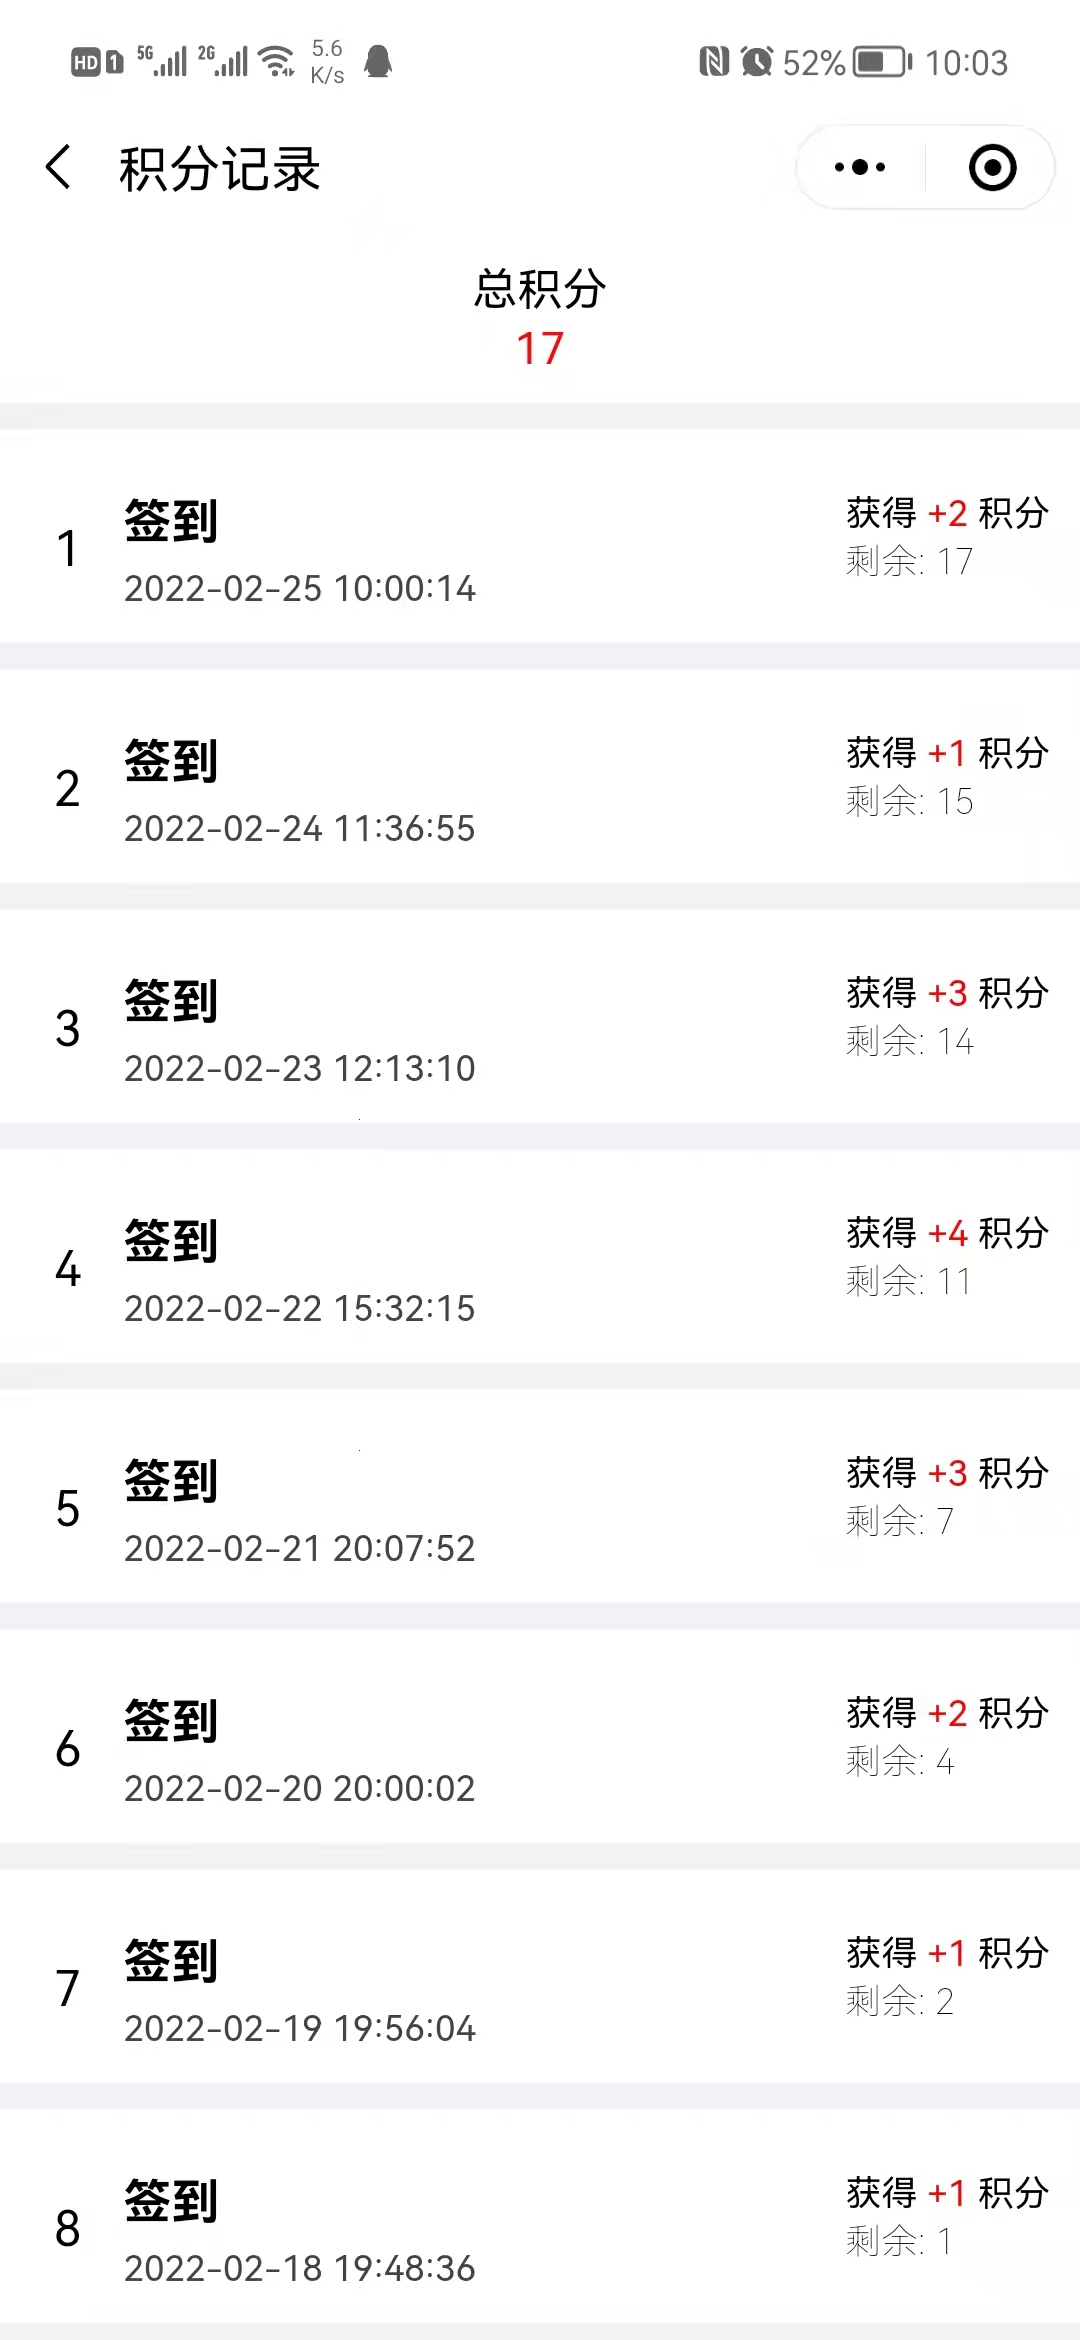 HD 1 5G 2G 5.6 K/s 52% 10:03
积分记录
总积分
17
1 签到 获得 +2 积分
2022-02-25 10:00:14 剩余: 17
2 签到 获得 +1 积分
2022-02-24 11:36:55 剩余: 15
3 签到 获得 +3 积分
2022-02-23 12:13:10 剩余: 14
4 签到 获得 +4 积分
2022-02-22 15:32:15 剩余: 11
5 签到 获得 +3 积分
2022-02-21 20:07:52 剩余: 7
6 签到 获得 +2 积分
2022-02-20 20:00:02 剩余: 4
7 签到 获得 +1 积分
2022-02-19 19:56:04 剩余: 2
8 签到 获得 +1 积分
2022-02-18 19:48:36 剩余: 1